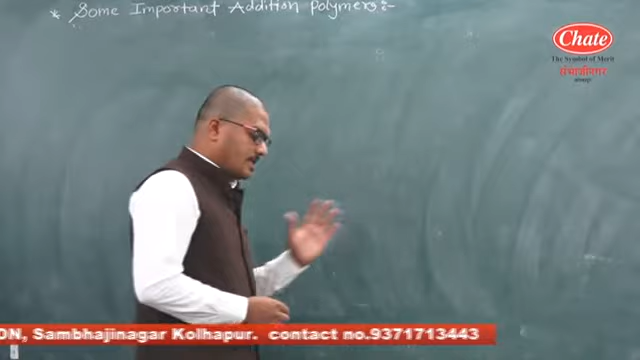 * Some Important Addition polymers:-
Chate
The Symbol of Merit
संभाजीनगर
कोल्हापूर
ON, Sambhajinagar Kolhapur. contact no.9371713443